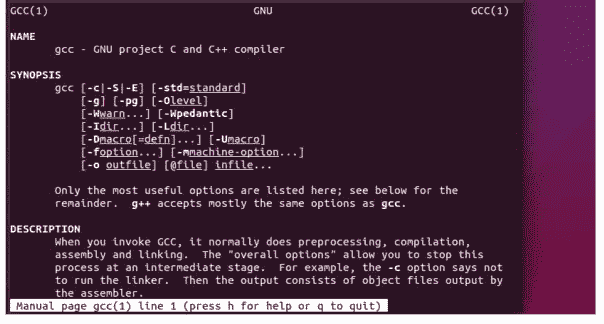 GCC(1) GNU GCC(1)
NAME
gcc - GNU project C and C++ compiler
SYNOPSIS
gcc [-c|-S|-E] [-std=standard]
[-g] [-pg] [-Olevel]
[-Wwarn...] [-Wpedantic]
[-Idir...] [-Ldir...]
[-Dmacro[=defn]...] [-Umacro]
[-foption...] [-mmachine-option...]
[-o outfile] [@file] infile...
Only the most useful options are listed here; see below for the
remainder. g++ accepts mostly the same options as gcc.
DESCRIPTION
When you invoke GCC, it normally does preprocessing, compilation,
assembly and linking. The "overall options" allow you to stop this
process at an intermediate stage. For example, the -c option says not
to run the linker. Then the output consists of object files output by
the assembler.
Manual page gcc(1) line 1 (press h for help or q to quit)